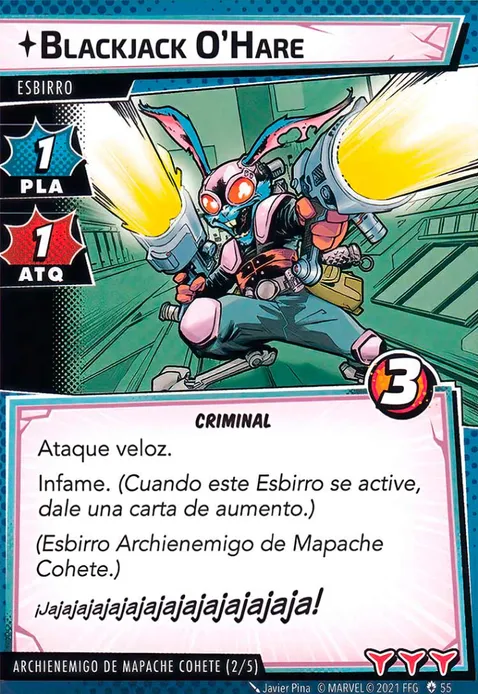 Blackjack O'Hare
ESBIRRO
1
PLA
1
ATQ
3
CRIMINAL
Ataque veloz.
Infame. (Cuando este Esbirro se active,
dale una carta de aumento.)
(Esbirro Archienemigo de Mapache
Cohete.)
¡Jajajajajajajajajajajajajaja!
ARCHIENEMIGO DE MAPACHE COHETE (2/5)
Javier Pina © MARVEL © 2021 FFG 55